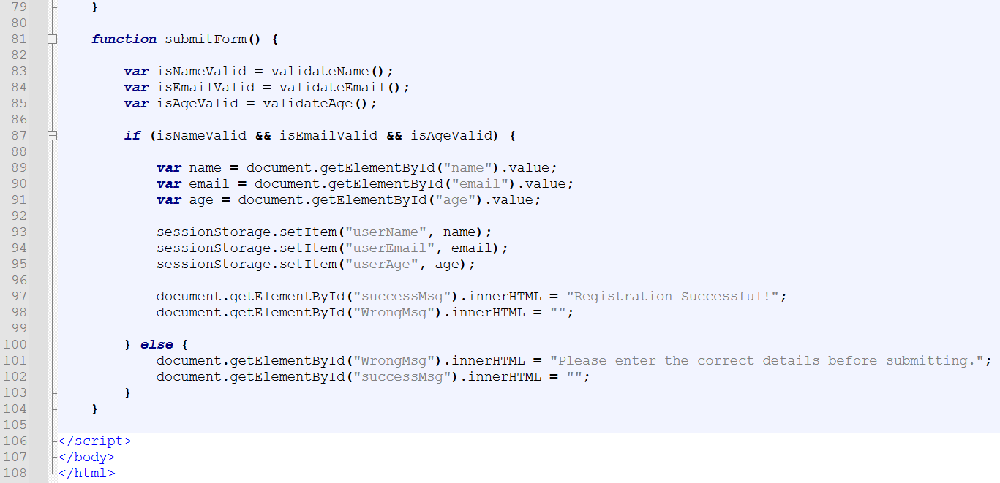 79 }
80
81 function submitForm() {
82
83 var isNameValid = validateName();
84 var isEmailValid = validateEmail();
85 var isAgeValid = validateAge();
86
87 if (isNameValid && isEmailValid && isAgeValid) {
88
89 var name = document.getElementById("name").value;
90 var email = document.getElementById("email").value;
91 var age = document.getElementById("age").value;
92
93 sessionStorage.setItem("userName", name);
94 sessionStorage.setItem("userEmail", email);
95 sessionStorage.setItem("userAge", age);
96
97 document.getElementById("successMsg").innerHTML = "Registration Successful!";
98 document.getElementById("WrongMsg").innerHTML = "";
99
100 } else {
101 document.getElementById("WrongMsg").innerHTML = "Please enter the correct details before submitting.";
102 document.getElementById("successMsg").innerHTML = "";
103 }
104 }
105
106 </script>
107 </body>
108 </html>